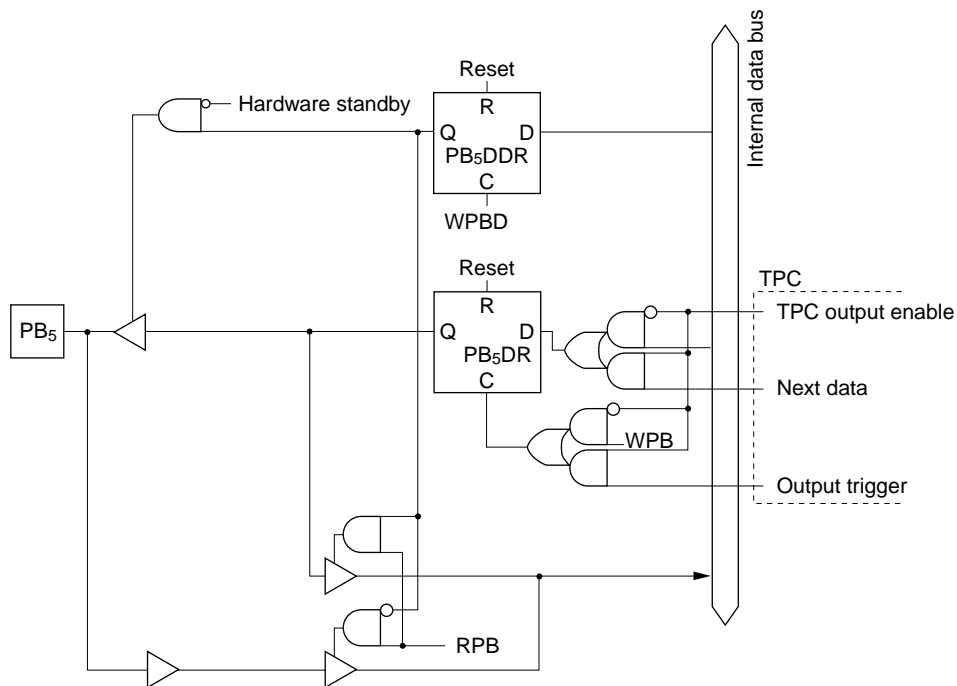 Reset
Hardware standby
R
Q
D
PB₅DDR
C
WPBD
Internal data bus
Reset
TPC
R
TPC output enable
PB₅
Q
D
PB₅DR
C
Next data
WPB
Output trigger
RPB